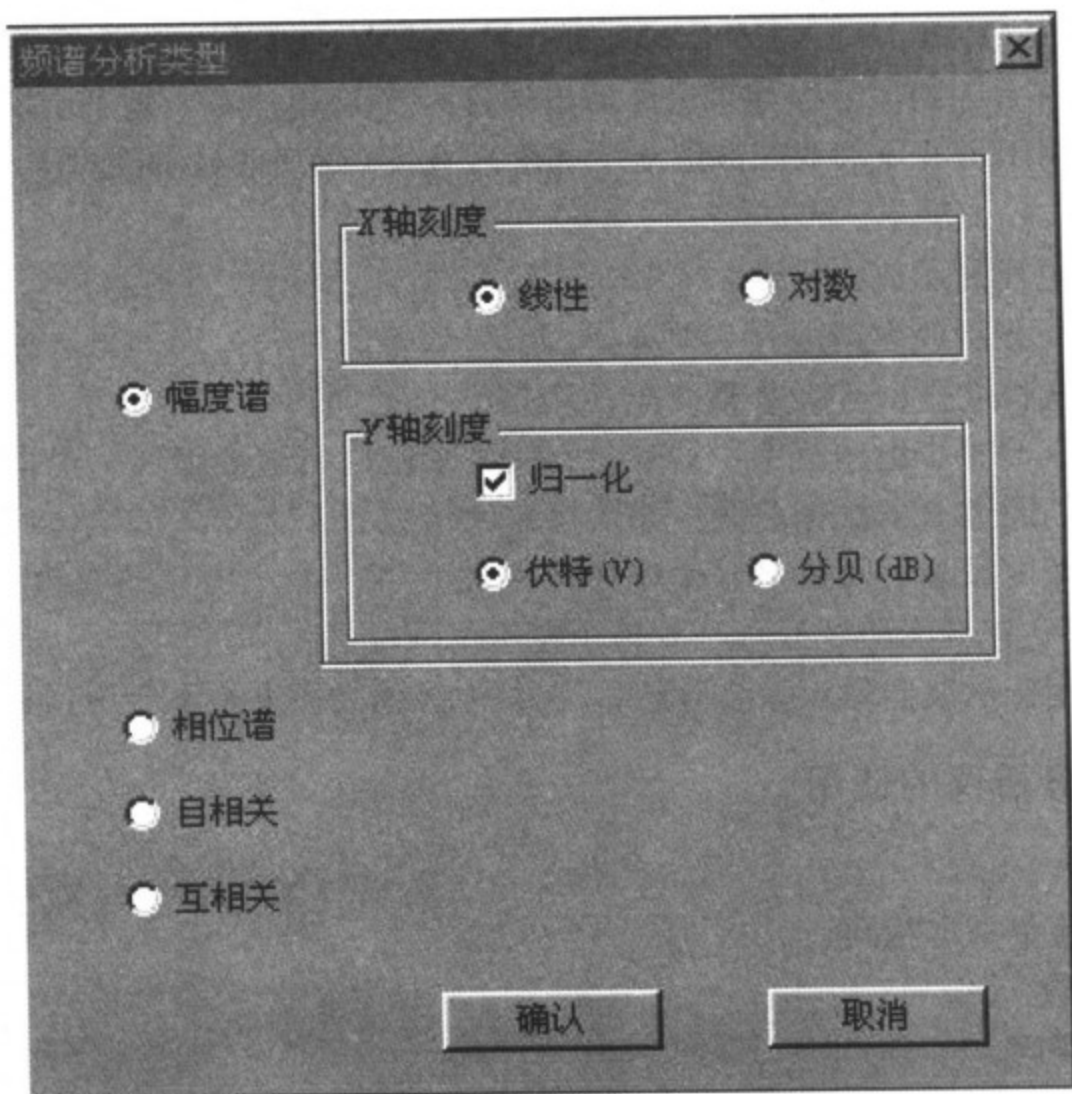 频谱分析类型
X轴刻度
线性 对数
幅度谱
Y轴刻度
归一化
伏特(V) 分贝(dB)
相位谱
自相关
互相关
确认 取消